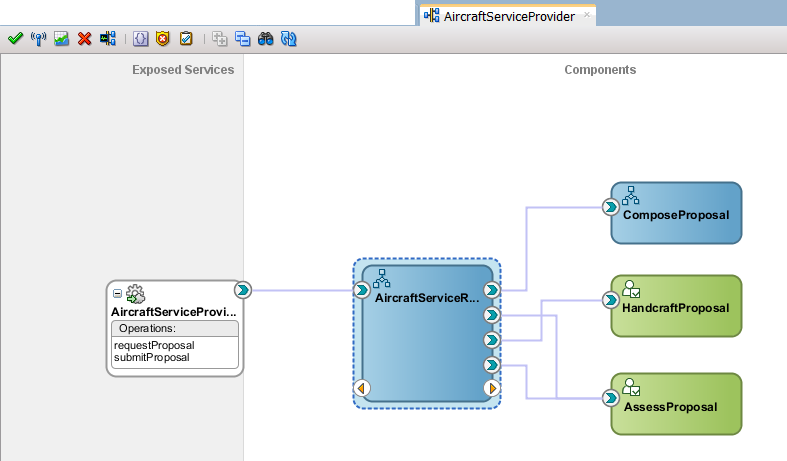 AircraftServiceProvider
Exposed Services
Components
ComposeProposal
AircraftServiceProvi...
Operations:
requestProposal
submitProposal
AircraftServiceR...
HandcraftProposal
AssessProposal